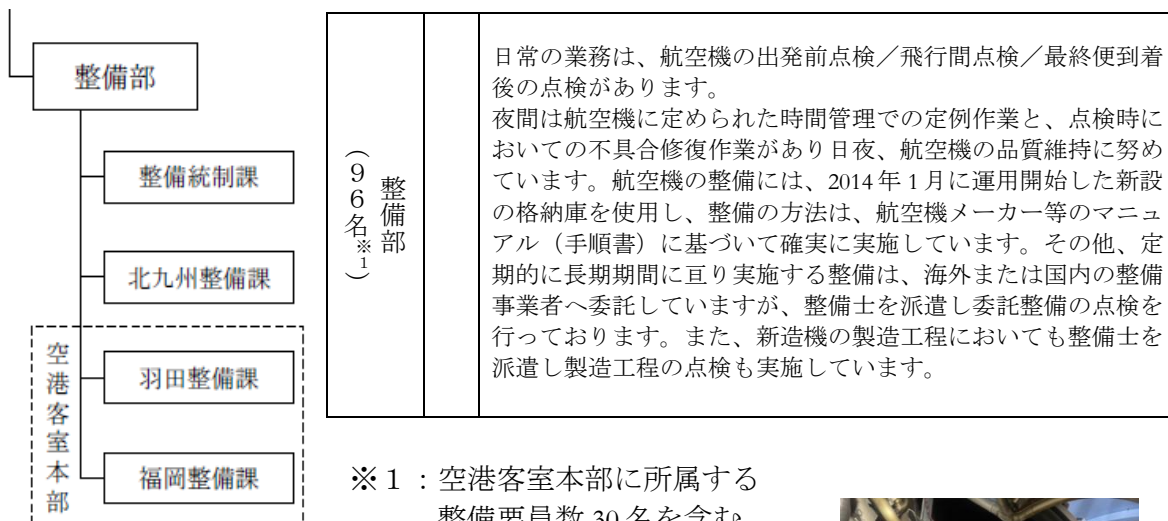 整備部
整備統制課
北九州整備課
羽田整備課
福岡整備課
空港客室本部
整備部
(96名※1)
日常の業務は、航空機の出発前点検/飛行間点検/最終便到着
後の点検があります。
夜間は航空機に定められた時間管理での定例作業と、点検時に
おいての不具合修復作業があり日夜、航空機の品質維持に努め
ています。航空機の整備には、2014年1月に運用開始した新設
の格納庫を使用し、整備の方法は、航空機メーカー等のマニュ
アル(手順書)に基づいて確実に実施しています。その他、定
期的に長期期間に亘り実施する整備は、海外または国内の整備
事業者へ委託していますが、整備士を派遣し委託整備の点検を
行っております。また、新造機の製造工程においても整備士を
派遣し製造工程の点検も実施しています。
※1:空港客室本部に所属する
整備要員数30名を含む